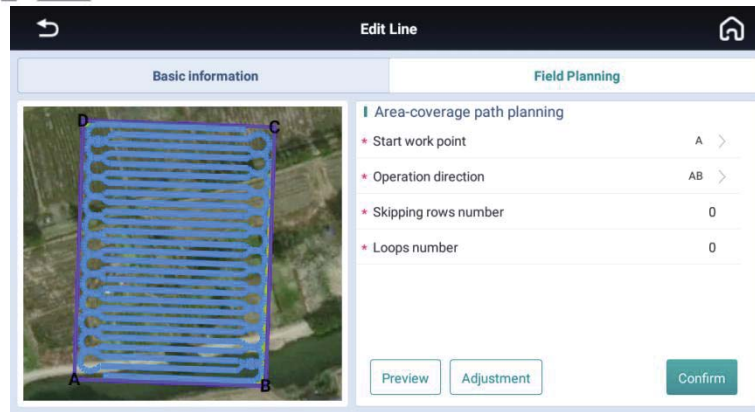 Edit Line
Basic information
Field Planning
D
C
A
B
Area-coverage path planning
* Start work point A >
* Operation direction AB >
* Skipping rows number 0
* Loops number 0
Preview Adjustment Confirm